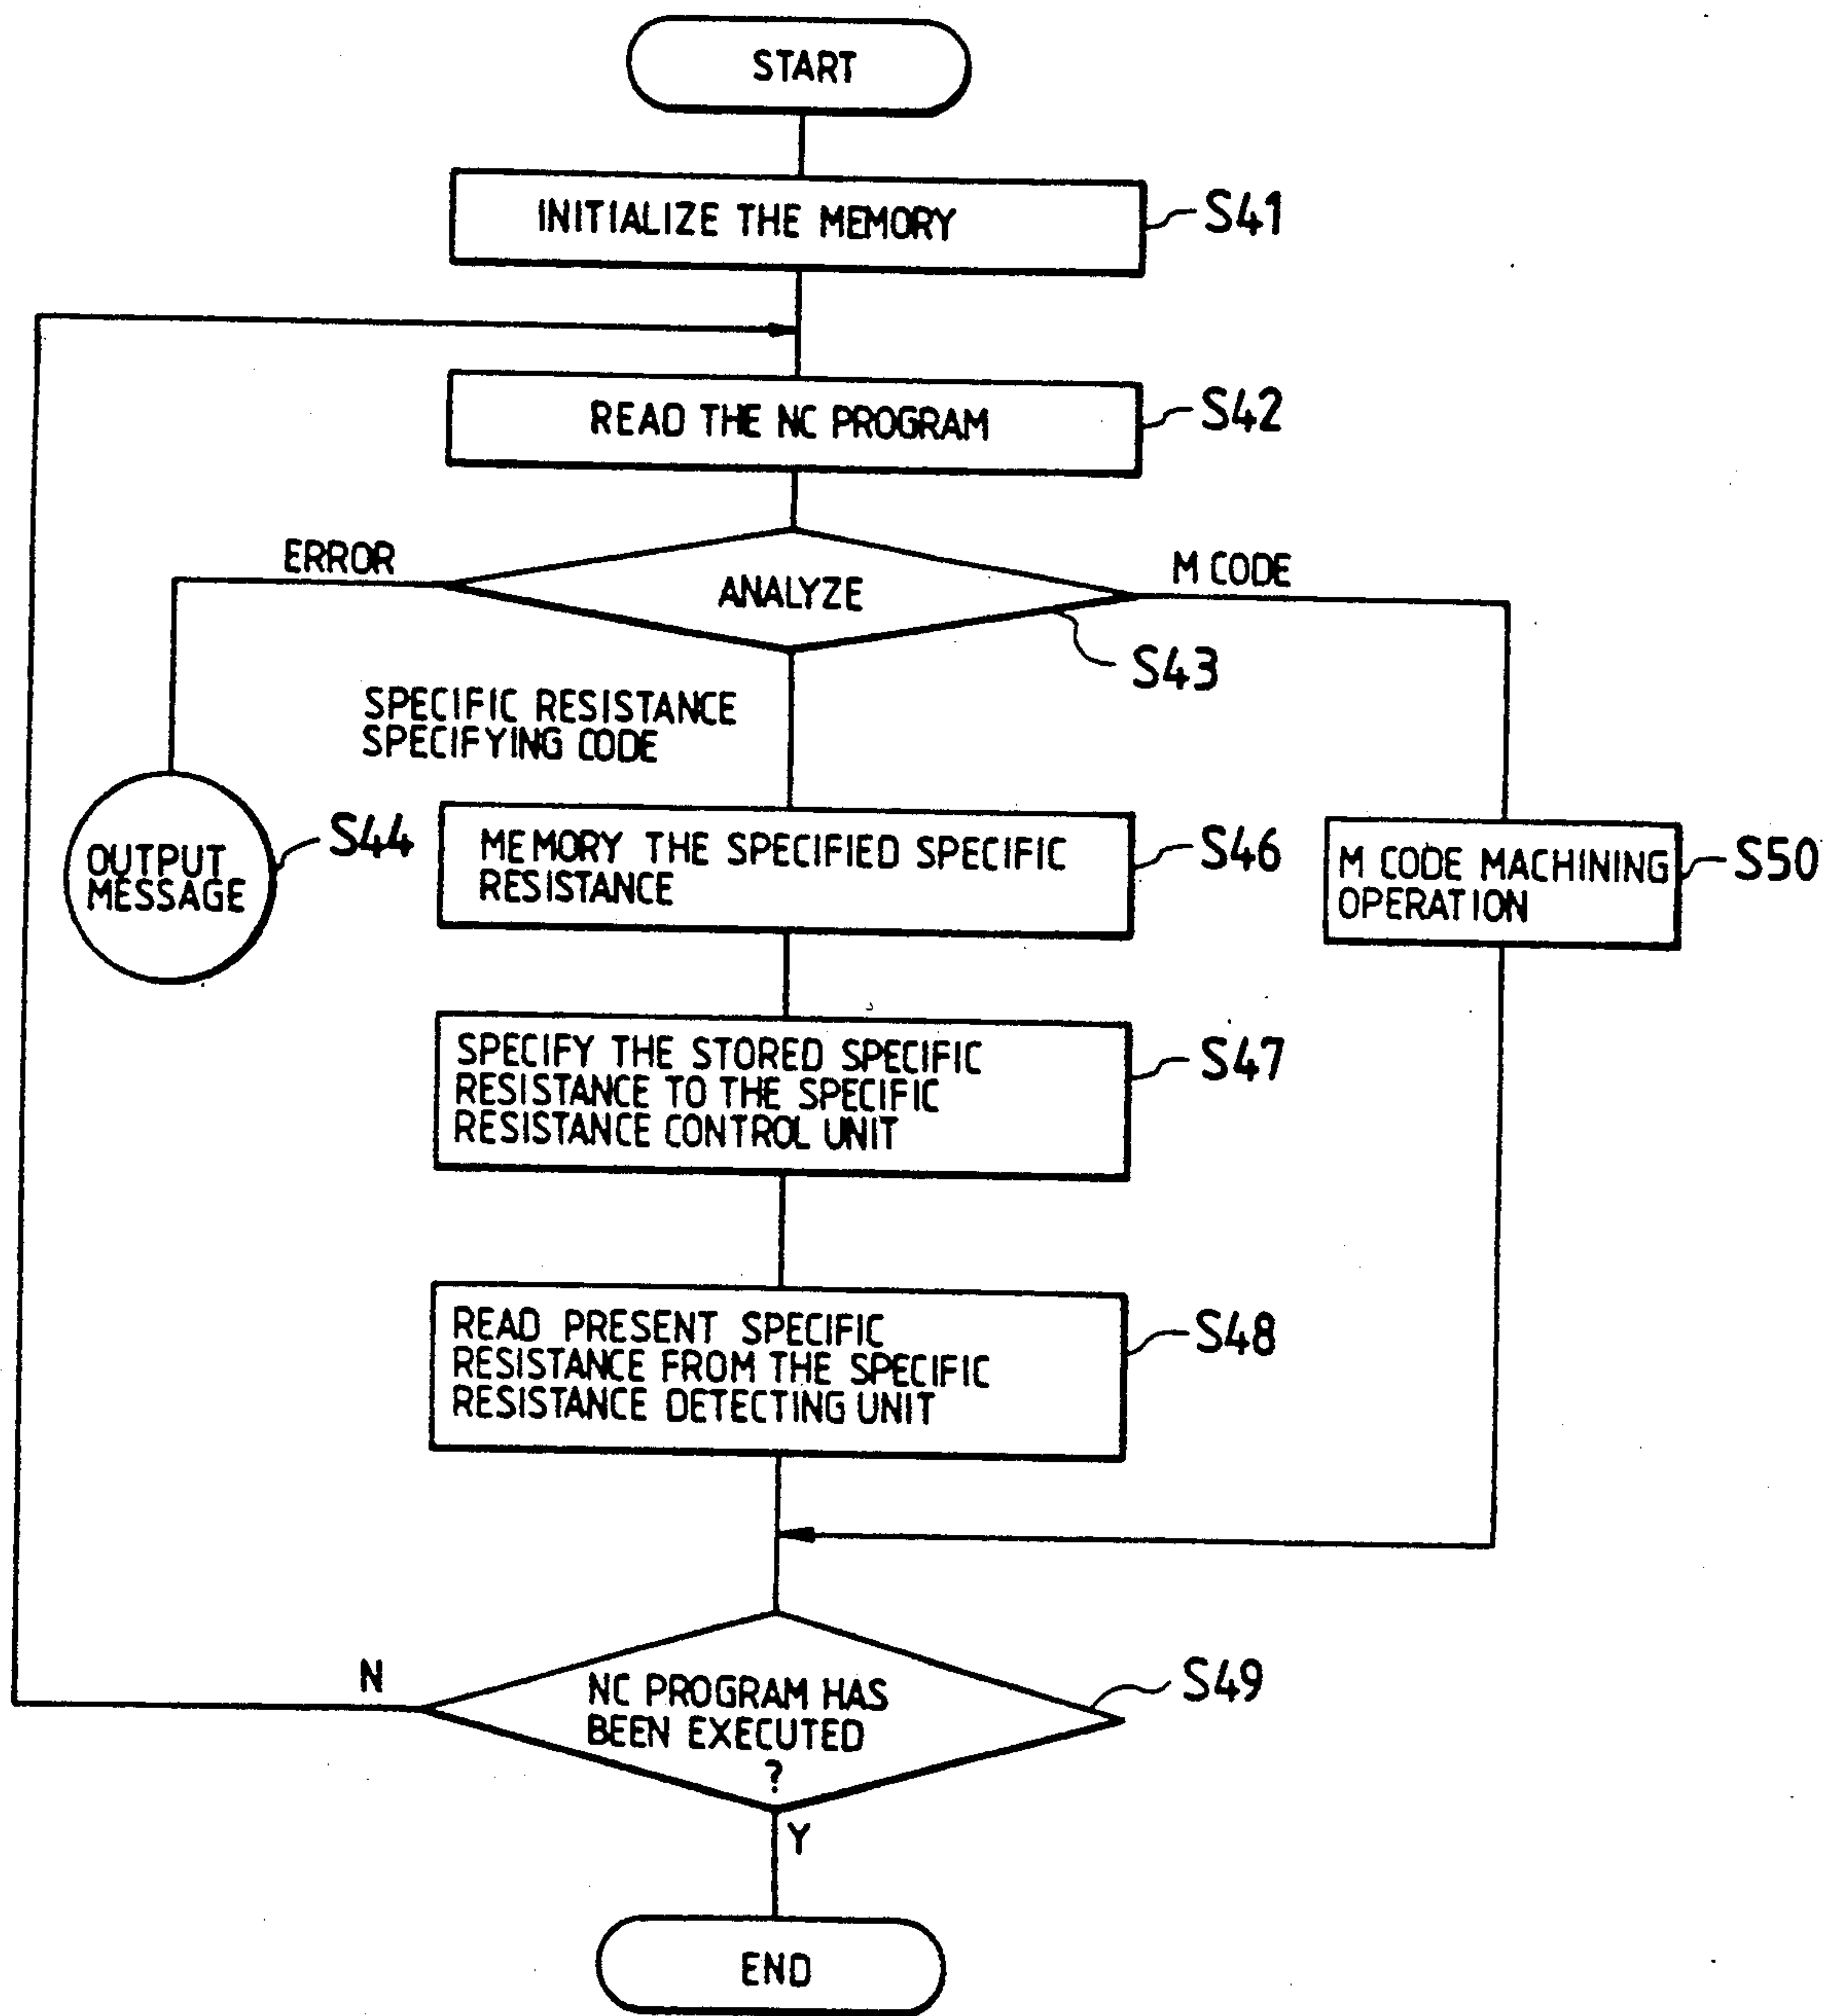 START
INITIALIZE THE MEMORY
S41
READ THE NC PROGRAM
S42
ERROR
ANALYZE
M CODE
S43
SPECIFIC RESISTANCE
SPECIFYING CODE
OUTPUT
MESSAGE
S44
MEMORY THE SPECIFIED SPECIFIC
RESISTANCE
S46
M CODE MACHINING
OPERATION
S50
SPECIFY THE STORED SPECIFIC
RESISTANCE TO THE SPECIFIC
RESISTANCE CONTROL UNIT
S47
READ PRESENT SPECIFIC
RESISTANCE FROM THE SPECIFIC
RESISTANCE DETECTING UNIT
S48
N
NC PROGRAM HAS
BEEN EXECUTED
?
S49
Y
END